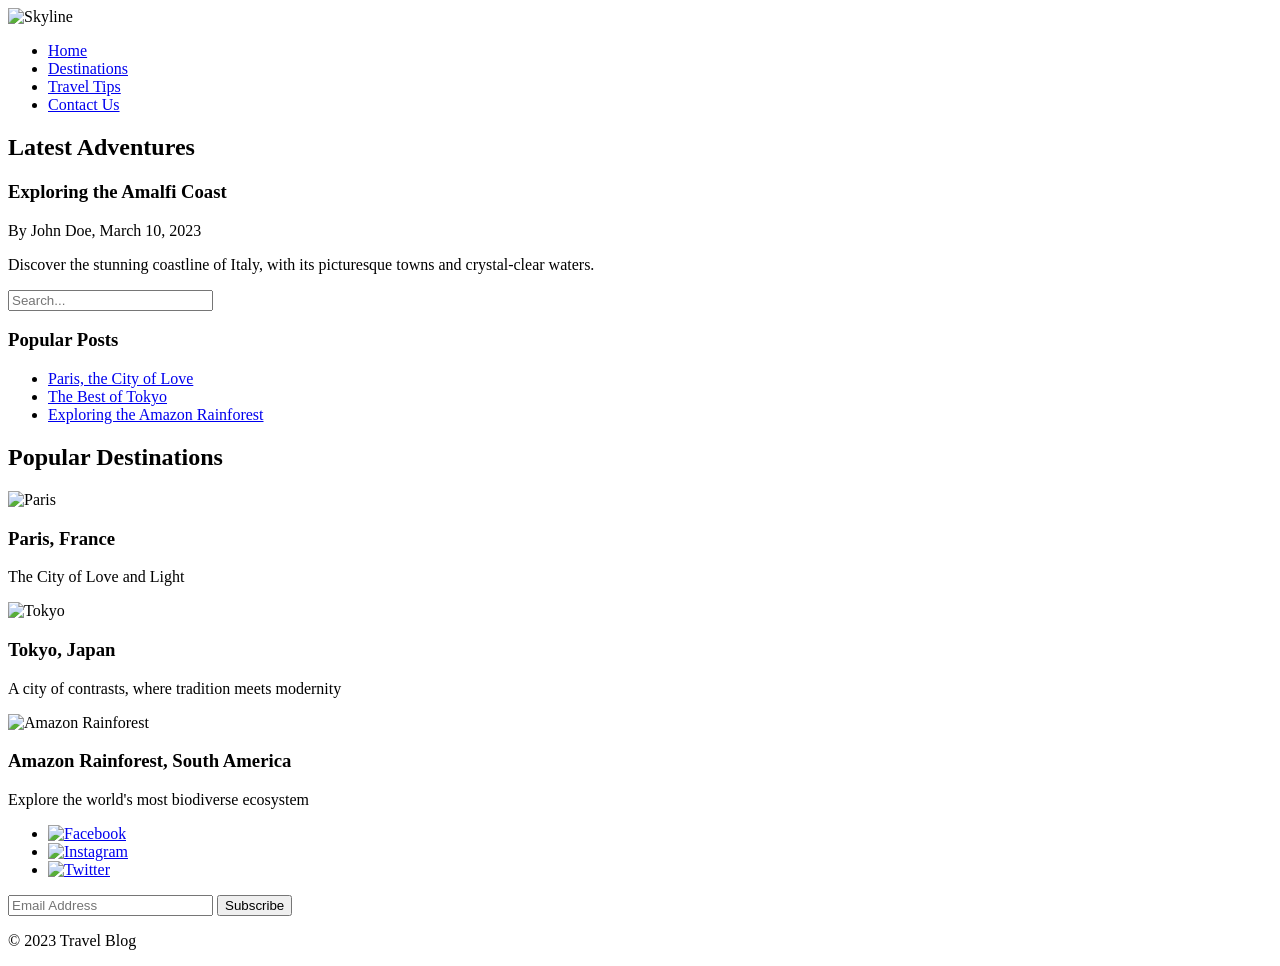 Skyline
Home
Destinations
Travel Tips
Contact Us
Latest Adventures
Exploring the Amalfi Coast
By John Doe, March 10, 2023
Discover the stunning coastline of Italy, with its picturesque towns and crystal-clear waters.
Search...
Popular Posts
Paris, the City of Love
The Best of Tokyo
Exploring the Amazon Rainforest
Popular Destinations
Paris
Paris, France
The City of Love and Light
Tokyo
Tokyo, Japan
A city of contrasts, where tradition meets modernity
Amazon Rainforest
Amazon Rainforest, South America
Explore the world's most biodiverse ecosystem
Facebook
Instagram
Twitter
Email Address Subscribe
© 2023 Travel Blog